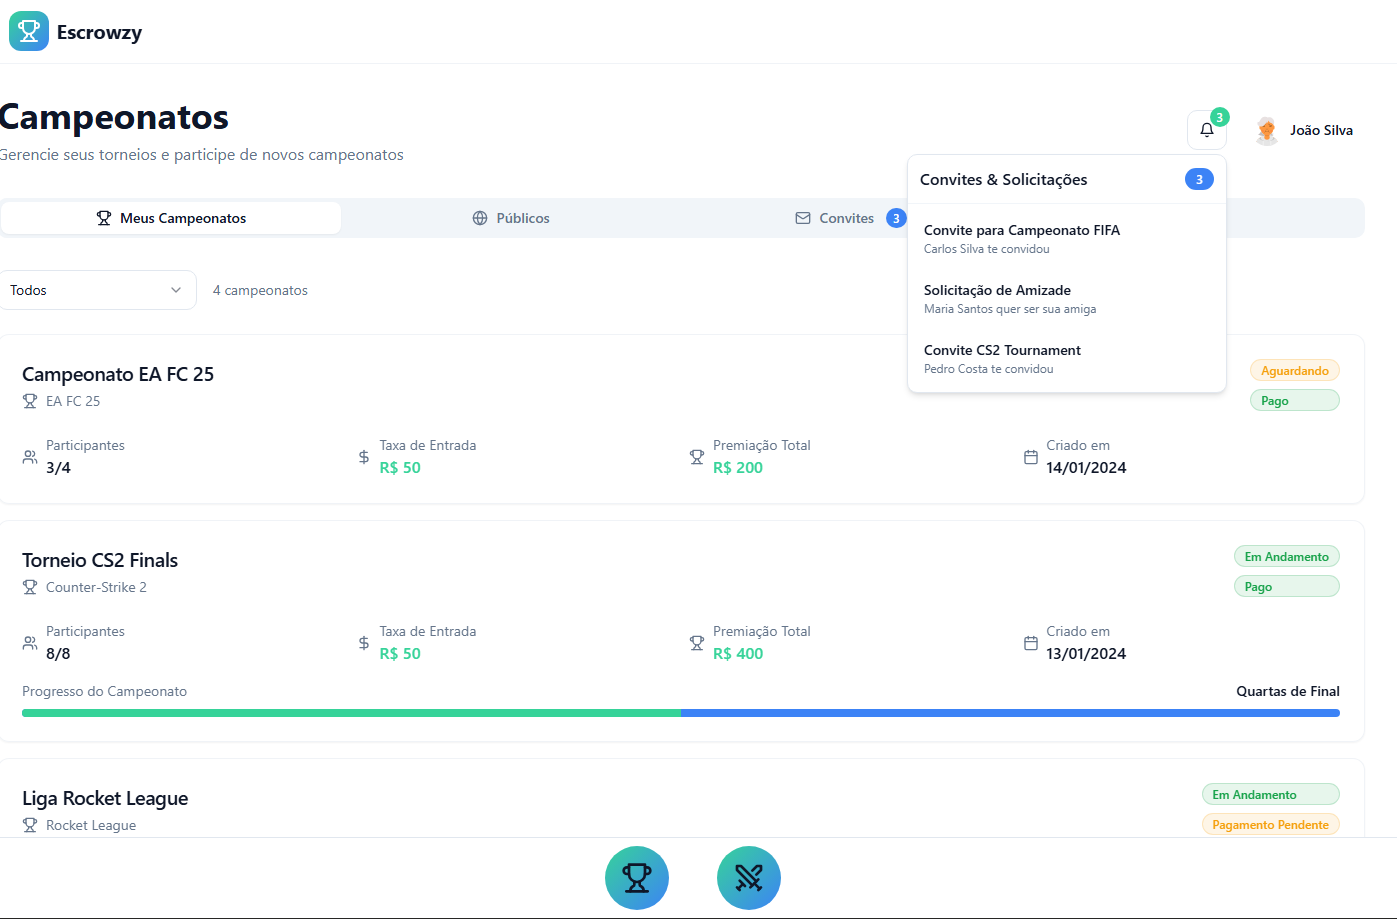 Escrowzy
Campeonatos
Gerencie seus torneios e participe de novos campeonatos
3
João Silva
Convites & Solicitações
3
Convite para Campeonato FIFA
Carlos Silva te convidou
Solicitação de Amizade
Maria Santos quer ser sua amiga
Convite CS2 Tournament
Pedro Costa te convidou
Meus Campeonatos
Públicos
Convites 3
Todos
4 campeonatos
Campeonato EA FC 25
EA FC 25
Aguardando
Pago
Participantes
3/4
Taxa de Entrada
R$ 50
Premiação Total
R$ 200
Criado em
14/01/2024
Torneio CS2 Finals
Counter-Strike 2
Em Andamento
Pago
Participantes
8/8
Taxa de Entrada
R$ 50
Premiação Total
R$ 400
Criado em
13/01/2024
Progresso do Campeonato
Quartas de Final
Liga Rocket League
Rocket League
Em Andamento
Pagamento Pendente